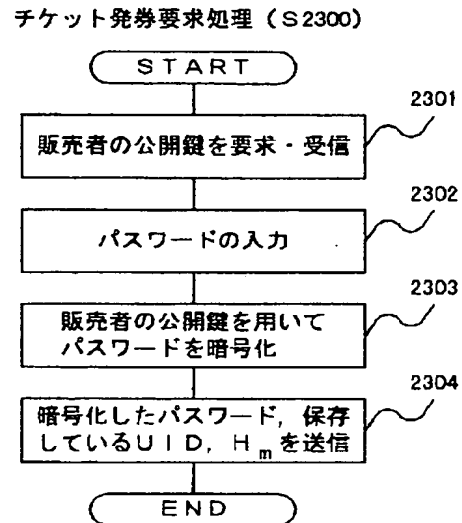 チケット発券要求処理（S2300）
START
2301
販売者の公開鍵を要求・受信
2302
パスワードの入力
2303
販売者の公開鍵を用いて
パスワードを暗号化
2304
暗号化したパスワード，保存
しているUID，Hmを送信
END